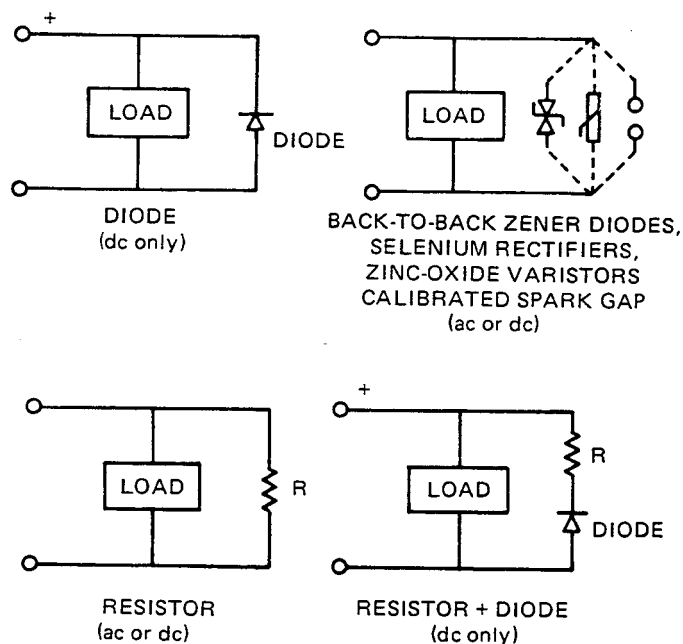 +
LOAD
DIODE
DIODE
(dc only)
LOAD
BACK-TO-BACK ZENER DIODES,
SELENIUM RECTIFIERS,
ZINC-OXIDE VARISTORS
CALIBRATED SPARK GAP
(ac or dc)
LOAD
R
RESISTOR
(ac or dc)
+
R
LOAD
DIODE
RESISTOR + DIODE
(dc only)